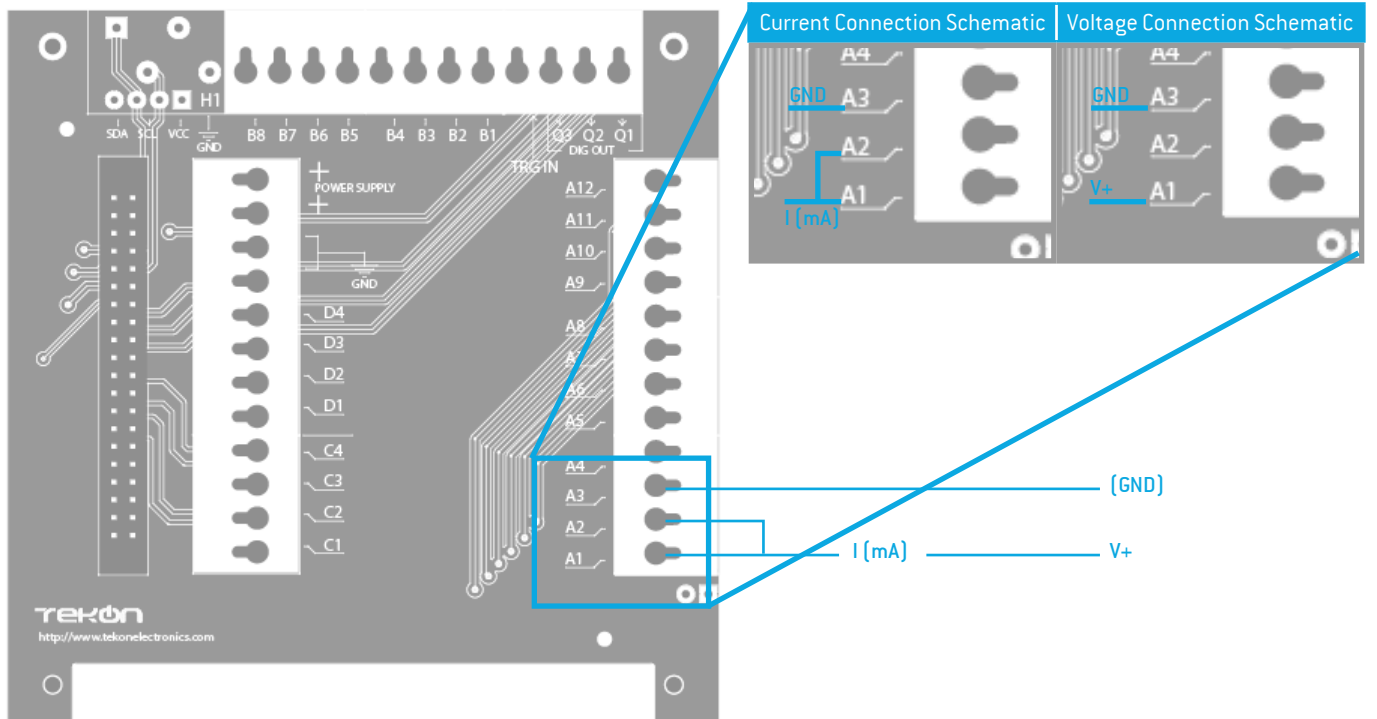 Current Connection Schematic
Voltage Connection Schematic
A4
GND A3
A2
A1
I (mA)
A4
GND A3
A2
V+ A1
H1
SDA SCL VCC GND B8 B7 B6 B5 B4 B3 B2 B1 Q3 Q2 Q1
DIG OUT
TRG IN
POWER SUPPLY
GND
D4
D3
D2
D1
C4
C3
C2
C1
A12
A11
A10
A9
A8
A7
A6
A5
A4
A3
A2
A1
(GND)
I (mA)
V+
Tekon
http://www.tekonelectronics.com